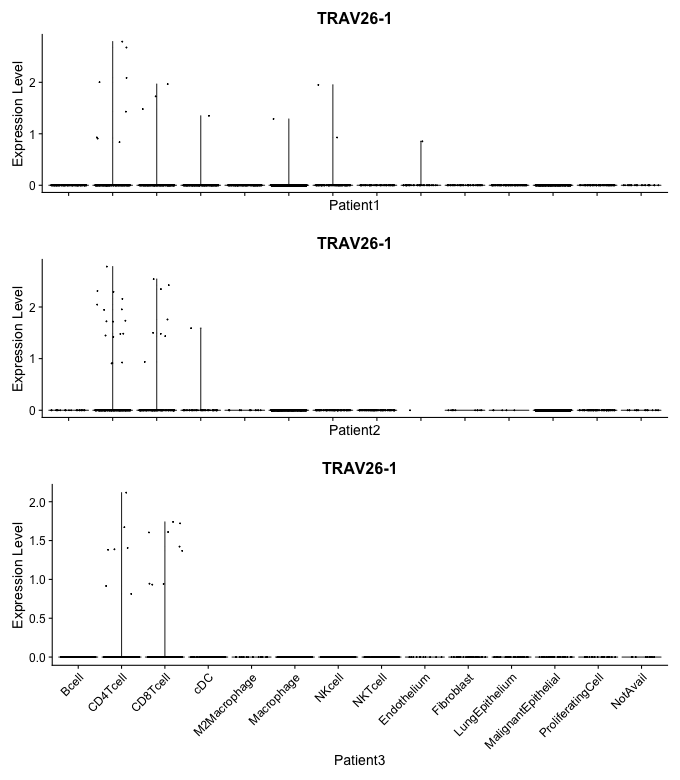 TRAV26-1
Expression Level
2
1
0
Patient1
TRAV26-1
Expression Level
2
1
0
Patient2
TRAV26-1
Expression Level
2.0
1.5
1.0
0.5
0.0
Bcell
CD4Tcell
CD8Tcell
cDC
M2Macrophage
Macrophage
NKcell
NKTcell
Endothelium
Fibroblast
LungEpithelium
MalignantEpithelial
ProliferatingCell
NotAvail
Patient3